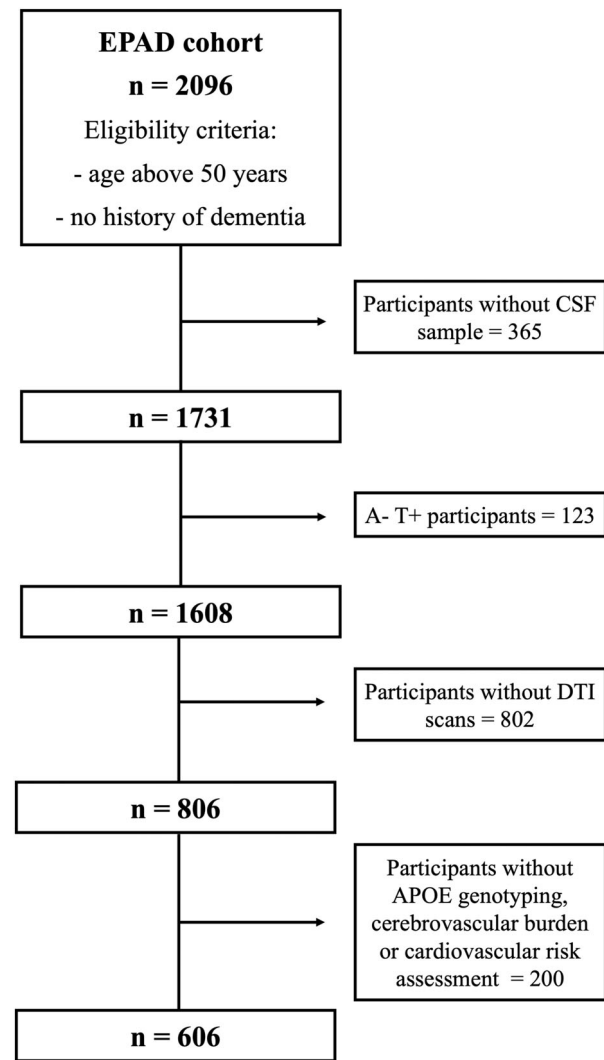 EPAD cohort
n = 2096
Eligibility criteria:
- age above 50 years
- no history of dementia
Participants without CSF
sample = 365
n = 1731
A- T+ participants = 123
n = 1608
Participants without DTI
scans = 802
n = 806
Participants without
APOE genotyping,
cerebrovascular burden
or cardiovascular risk
assessment  = 200
n = 606